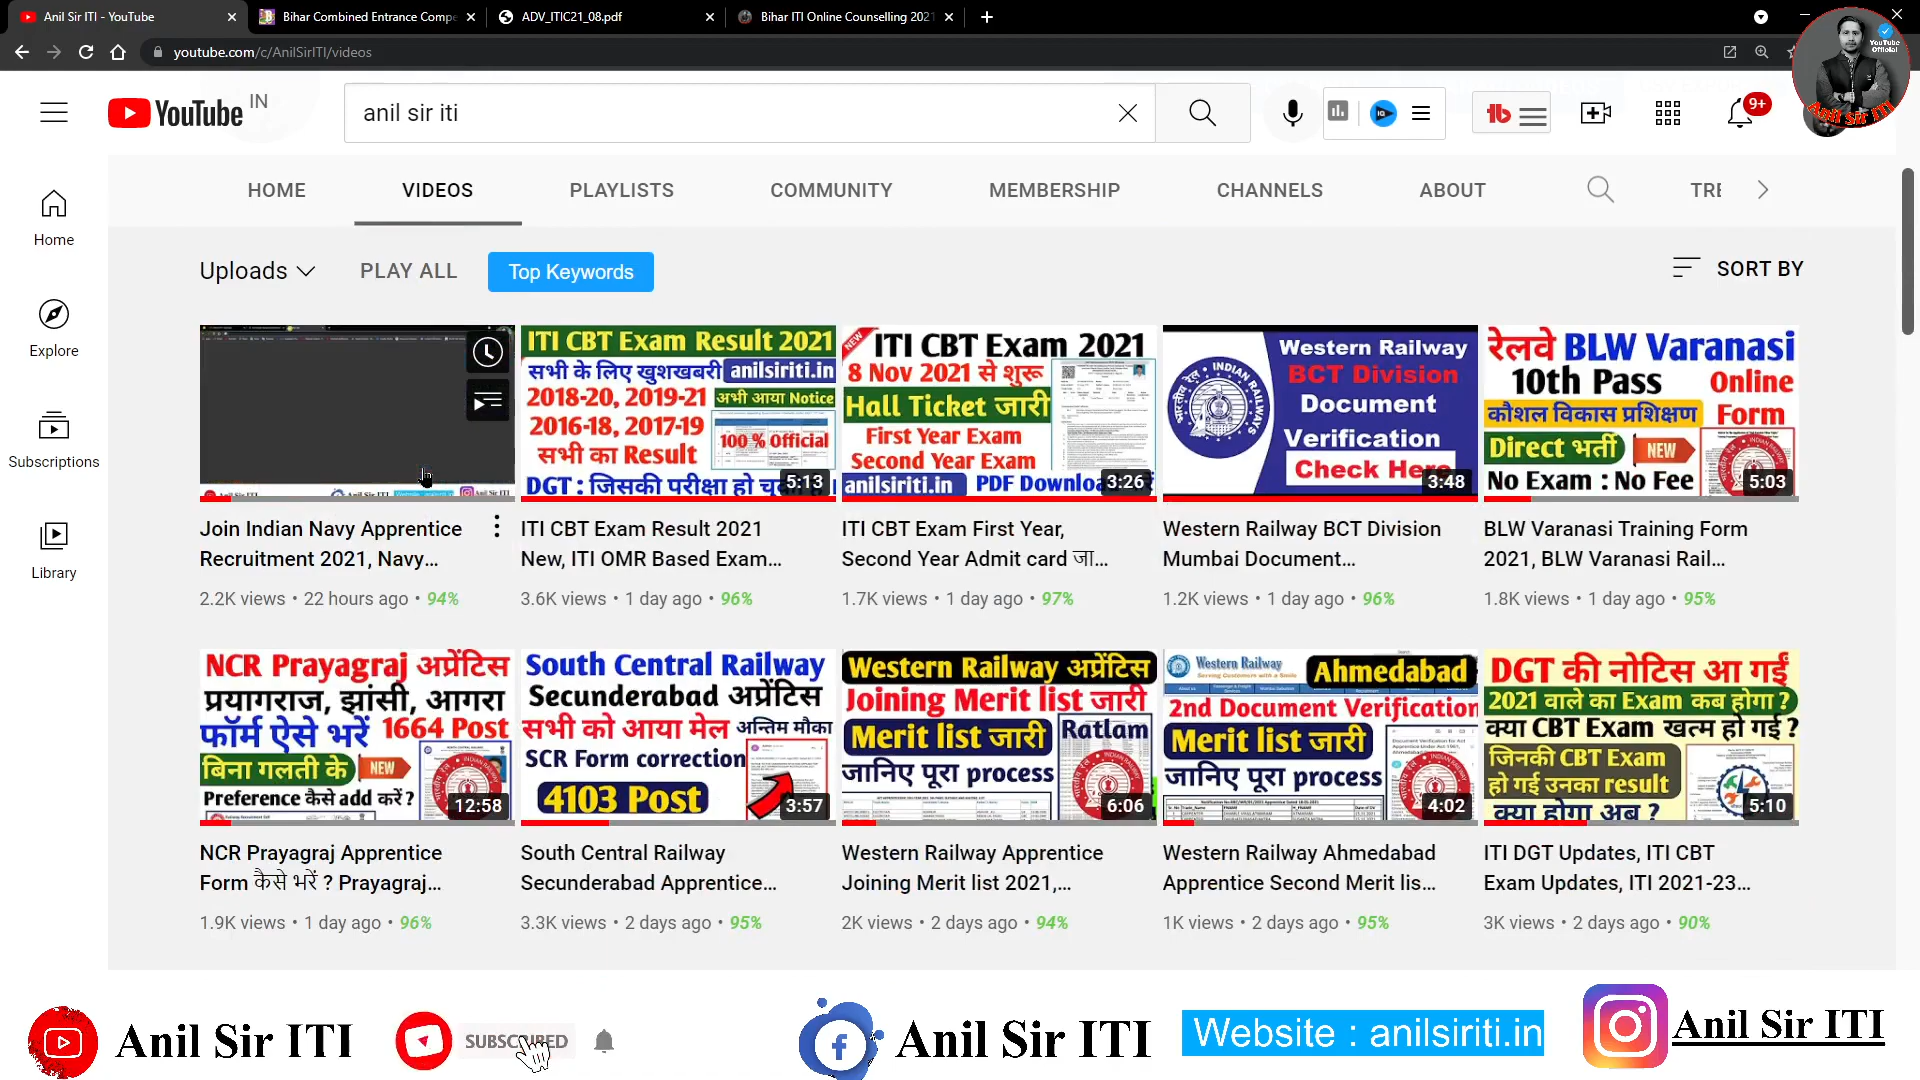 Anil Sir ITI - YouTube
Bihar Combined Entrance Compe
ADV_ITIC21_08.pdf
Bihar ITI Online Counselling 2021
youtube.com/c/AnilSirITI/videos
YouTube IN
anil sir iti
9+
YouTube
Official
Anil Sir ITI
HOME
VIDEOS
PLAYLISTS
COMMUNITY
MEMBERSHIP
CHANNELS
ABOUT
TRE
Home
Explore
Subscriptions
Library
Uploads
PLAY ALL
Top Keywords
SORT BY
ITI CBT Exam Result 2021
सभी के लिए खुशखबरी anilsiriti.in
2018-20, 2019-21 अभी आया Notice
2016-18, 2017-19
100 % Official
सभी का Result
DGT : जिसकी परीक्षा हो
5:13
NEW
ITI CBT Exam 2021
8 Nov 2021 से शुरू
Hall Ticket जारी
First Year Exam
Second Year Exam
anilsiriti.in PDF Downloa
3:26
INDIAN RAILWAYS
भारतीय रेल
Western Railway
BCT Division
Document
Verification
Check Here
3:48
रेलवे BLW Varanasi
10th Pass Online
कौशल विकास प्रशिक्षण Form
Direct भर्ती NEW
No Exam : No Fee
5:03
Join Indian Navy Apprentice
Recruitment 2021, Navy...
2.2K views • 22 hours ago • 94%
ITI CBT Exam Result 2021
New, ITI OMR Based Exam...
3.6K views • 1 day ago • 96%
ITI CBT Exam First Year,
Second Year Admit card जा...
1.7K views • 1 day ago • 97%
Western Railway BCT Division
Mumbai Document...
1.2K views • 1 day ago • 96%
BLW Varanasi Training Form
2021, BLW Varanasi Rail...
1.8K views • 1 day ago • 95%
NCR Prayagraj अप्रेंटिस
प्रयागराज, झांसी, आगरा
फॉर्म ऐसे भरें 1664 Post
बिना गलती के NEW
Preference कैसे add करें ?
12:58
South Central Railway
Secunderabad अप्रेंटिस
सभी को आया मेल अन्तिम मौका
SCR Form correction
4103 Post
3:57
Western Railway अप्रेंटिस
Joining Merit list जारी
Merit list जारी Ratlam
जानिए पूरा process
6:06
Western Railway Ahmedabad
2nd Document Verification
Merit list जारी
जानिए पूरा process
4:02
DGT की नोटिस आ गई
2021 वाले का Exam कब होगा ?
क्या CBT Exam खत्म हो गई ?
जिनकी CBT Exam
हो गई उनका result
क्या होगा अब ?
5:10
NCR Prayagraj Apprentice
Form कैसे भरें ? Prayagraj...
1.9K views • 1 day ago • 96%
South Central Railway
Secunderabad Apprentice...
3.3K views • 2 days ago • 95%
Western Railway Apprentice
Joining Merit list 2021,...
2K views • 2 days ago • 94%
Western Railway Ahmedabad
Apprentice Second Merit lis...
1K views • 2 days ago • 95%
ITI DGT Updates, ITI CBT
Exam Updates, ITI 2021-23...
3K views • 2 days ago • 90%
Anil Sir ITI
SUBSCRIBED
Anil Sir ITI
Website : anilsiriti.in
Anil Sir ITI